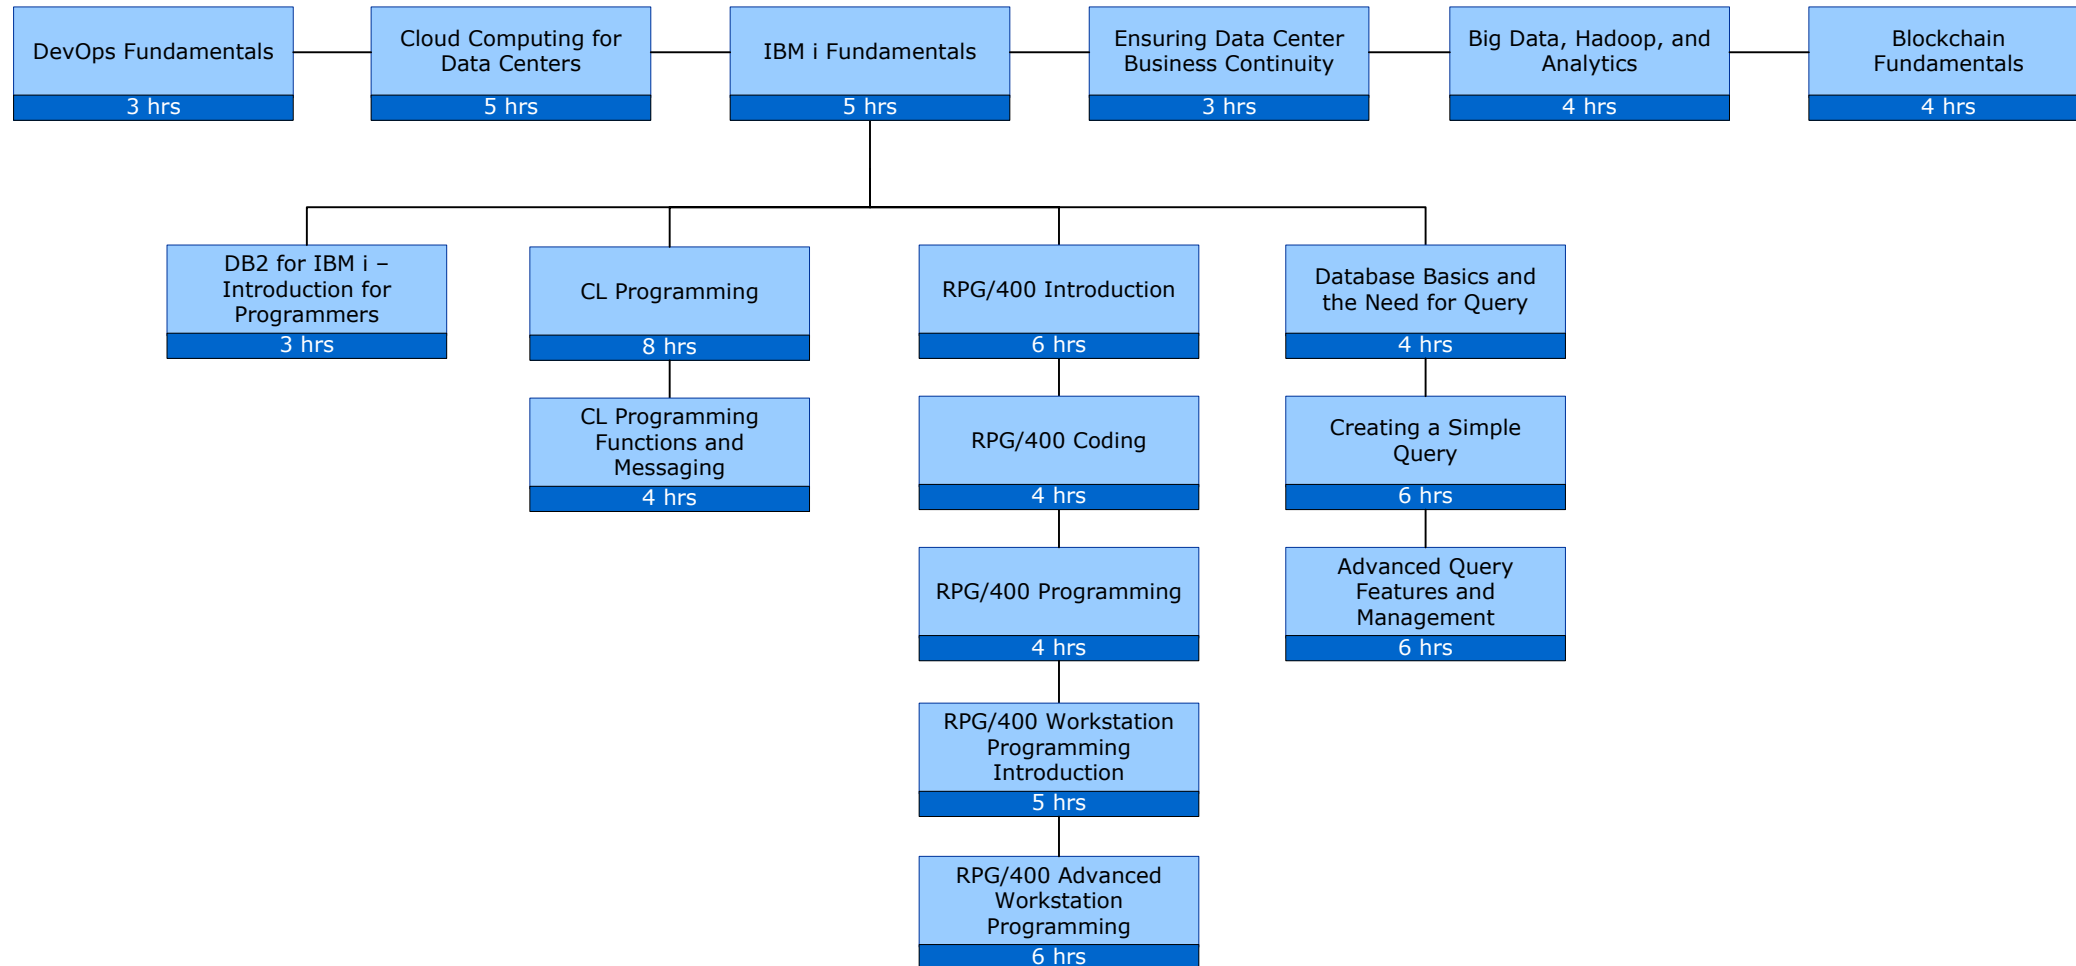 DevOps Fundamentals
3 hrs
Cloud Computing for
Data Centers
5 hrs
IBM i Fundamentals
5 hrs
Ensuring Data Center
Business Continuity
3 hrs
Big Data, Hadoop, and
Analytics
4 hrs
Blockchain
Fundamentals
4 hrs
DB2 for IBM i –
Introduction for
Programmers
3 hrs
CL Programming
8 hrs
RPG/400 Introduction
6 hrs
Database Basics and
the Need for Query
4 hrs
CL Programming
Functions and
Messaging
4 hrs
RPG/400 Coding
4 hrs
Creating a Simple
Query
6 hrs
RPG/400 Programming
4 hrs
Advanced Query
Features and
Management
6 hrs
RPG/400 Workstation
Programming
Introduction
5 hrs
RPG/400 Advanced
Workstation
Programming
6 hrs